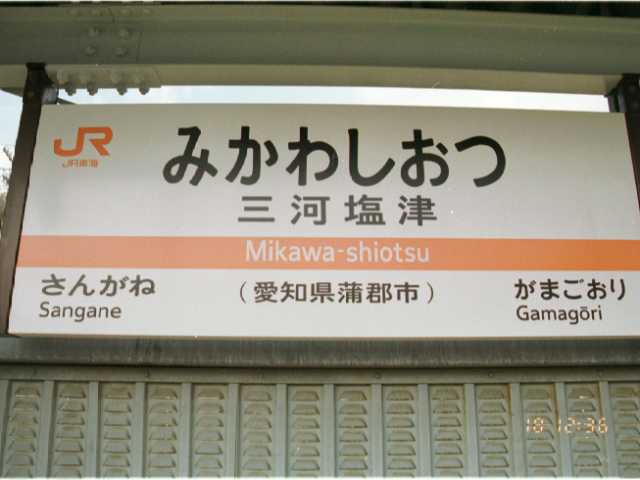 JR
JR東海
みかわしおつ
三河塩津
Mikawa-shiotsu
さんがね
Sangane
(愛知県蒲郡市)
がまごおり
Gamagōri
18 12:36